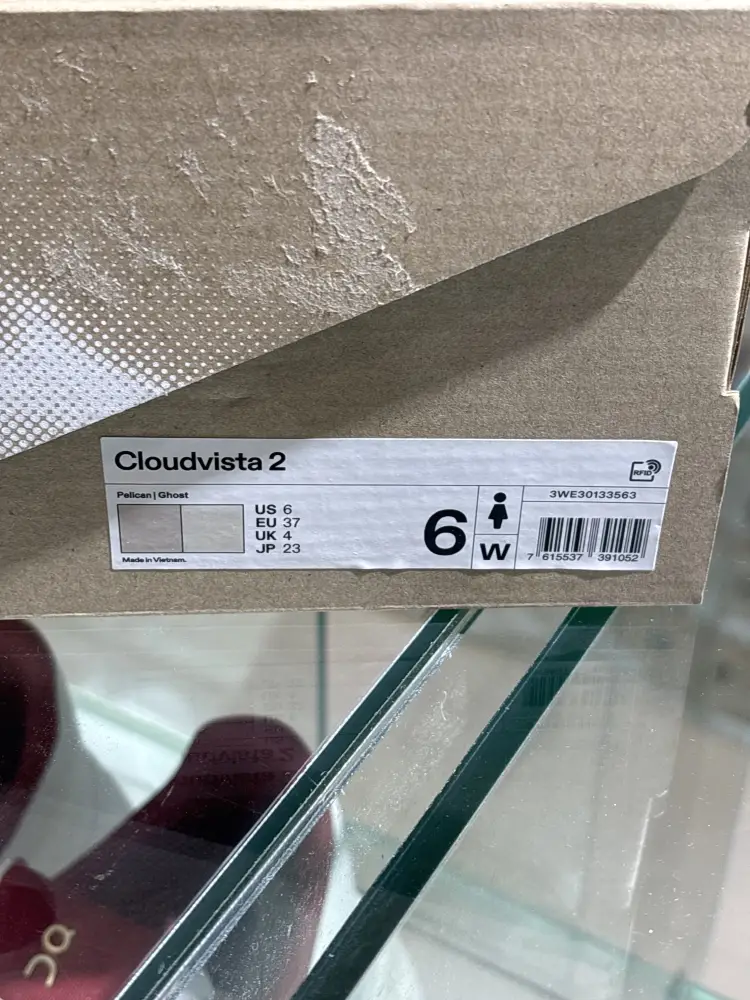 Cloudvista 2
RFID
Pelican | Ghost
US 6
EU 37
UK 4
JP 23
Made in Vietnam.
6
W
3WE30133563
7 615537 391052